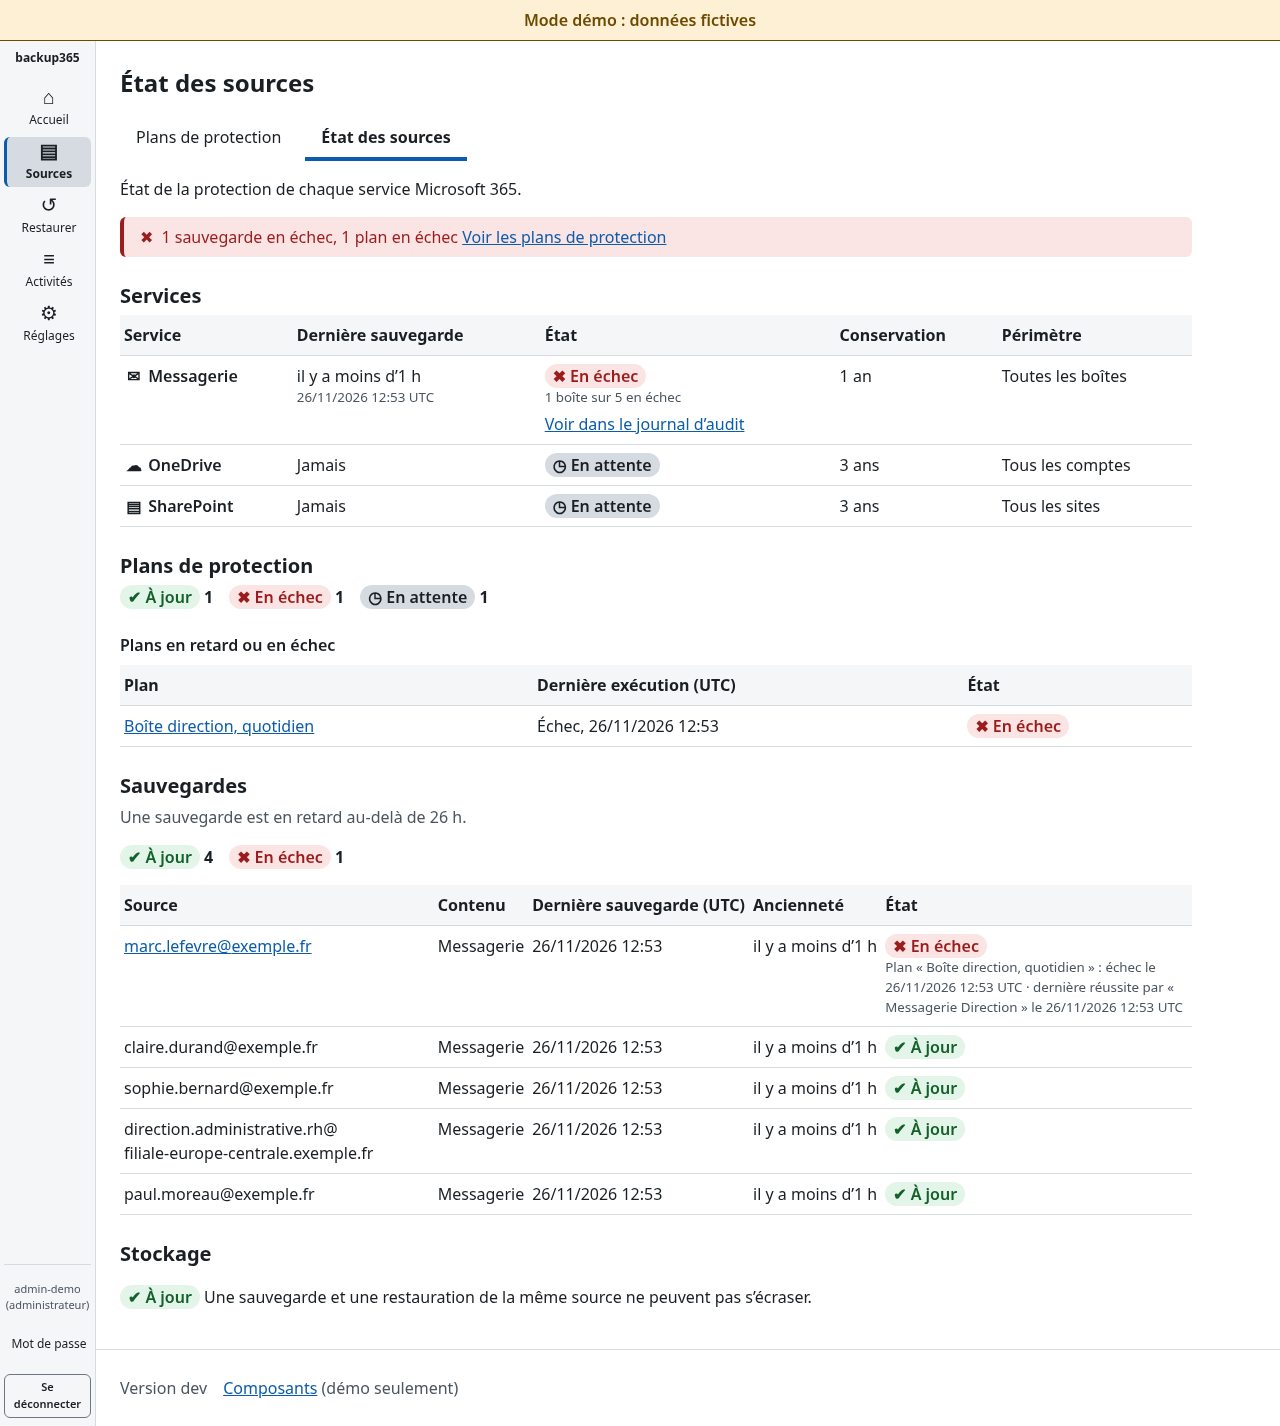 Mode démo : données fictives
backup365
Accueil
Sources
Restaurer
Activités
Réglages
admin-demo
(administrateur)
Mot de passe
Se
déconnecter
État des sources
Plans de protection État des sources
État de la protection de chaque service Microsoft 365.
✖ 1 sauvegarde en échec, 1 plan en échec Voir les plans de protection
Services
Service Dernière sauvegarde État Conservation Périmètre
Messagerie il y a moins d’1 h ✖ En échec 1 an Toutes les boîtes
26/11/2026 12:53 UTC 1 boîte sur 5 en échec
Voir dans le journal d’audit
OneDrive Jamais En attente 3 ans Tous les comptes
SharePoint Jamais En attente 3 ans Tous les sites
Plans de protection
✔ À jour 1 ✖ En échec 1 En attente 1
Plans en retard ou en échec
Plan Dernière exécution (UTC) État
Boîte direction, quotidien Échec, 26/11/2026 12:53 ✖ En échec
Sauvegardes
Une sauvegarde est en retard au-delà de 26 h.
✔ À jour 4 ✖ En échec 1
Source Contenu Dernière sauvegarde (UTC) Ancienneté État
marc.lefevre@exemple.fr Messagerie 26/11/2026 12:53 il y a moins d’1 h ✖ En échec
Plan « Boîte direction, quotidien » : échec le
26/11/2026 12:53 UTC · dernière réussite par «
Messagerie Direction » le 26/11/2026 12:53 UTC
claire.durand@exemple.fr Messagerie 26/11/2026 12:53 il y a moins d’1 h ✔ À jour
sophie.bernard@exemple.fr Messagerie 26/11/2026 12:53 il y a moins d’1 h ✔ À jour
direction.administrative.rh@ Messagerie 26/11/2026 12:53 il y a moins d’1 h ✔ À jour
filiale-europe-centrale.exemple.fr
paul.moreau@exemple.fr Messagerie 26/11/2026 12:53 il y a moins d’1 h ✔ À jour
Stockage
✔ À jour Une sauvegarde et une restauration de la même source ne peuvent pas s’écraser.
Version dev Composants (démo seulement)